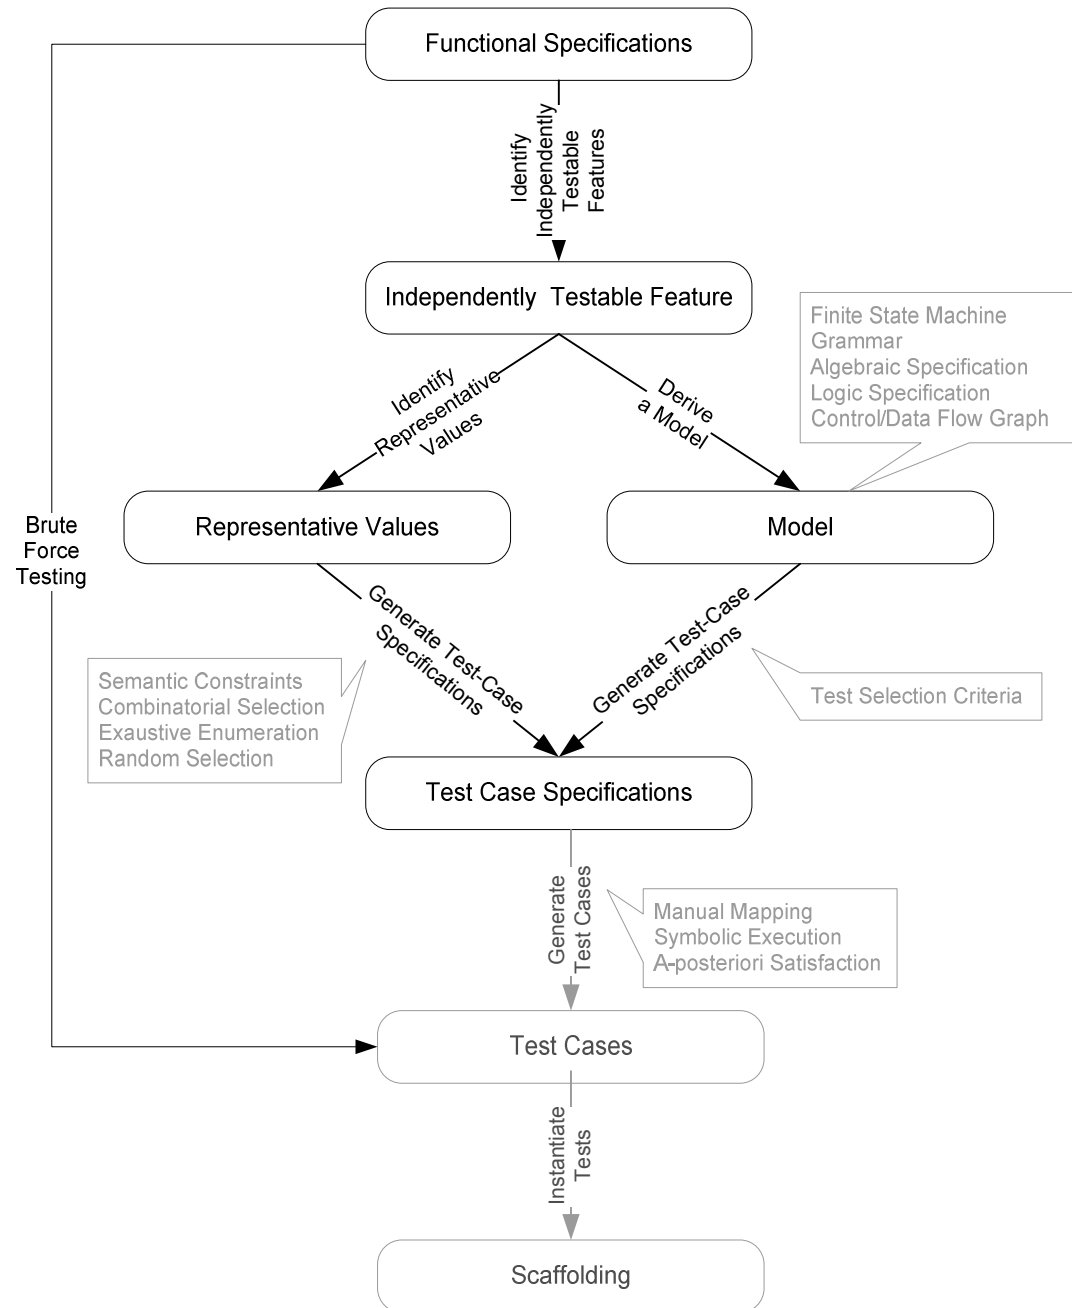 Functional Specifications
Identify
Independently
Testable
Features
Independently Testable Feature
Finite State Machine
Grammar
Algebraic Specification
Logic Specification
Control/Data Flow Graph
Identify
Representative
Values
Derive
a Model
Representative Values
Model
Brute
Force
Testing
Generate Test-Case
Specifications
Generate Test-Case
Specifications
Semantic Constraints
Combinatorial Selection
Exaustive Enumeration
Random Selection
Test Selection Criteria
Test Case Specifications
Generate
Test Cases
Manual Mapping
Symbolic Execution
A-posteriori Satisfaction
Test Cases
Instantiate
Tests
Scaffolding